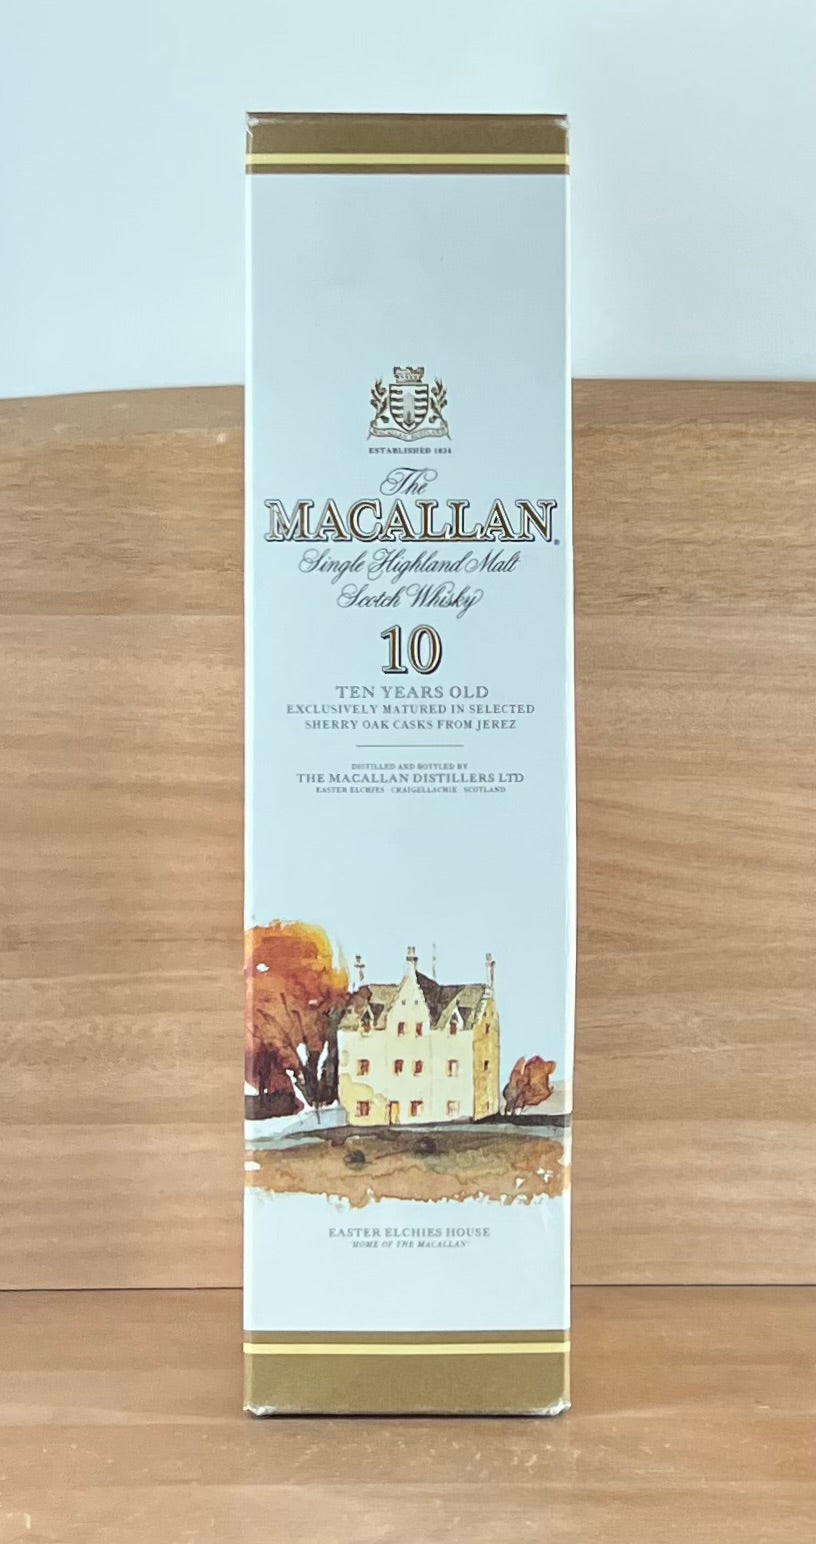 ESTABLISHED 1824
The
MACALLAN®
Single Highland Malt
Scotch Whisky
10
TEN YEARS OLD
EXCLUSIVELY MATURED IN SELECTED
SHERRY OAK CASKS FROM JEREZ
DISTILLED AND BOTTLED BY
THE MACALLAN DISTILLERS LTD
EASTER ELCHIES · CRAIGELLACHIE · SCOTLAND
EASTER ELCHIES HOUSE
'HOME OF THE MACALLAN'